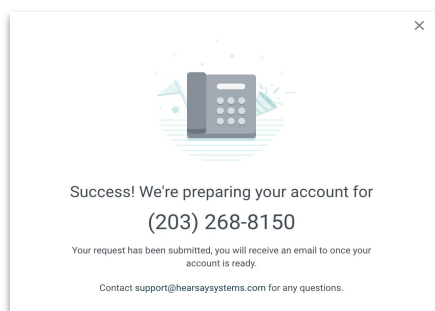 Success! We're preparing your account for
(203) 268-8150
Your request has been submitted, you will receive an email to once your
account is ready.
Contact support@hearsaysystems.com for any questions.